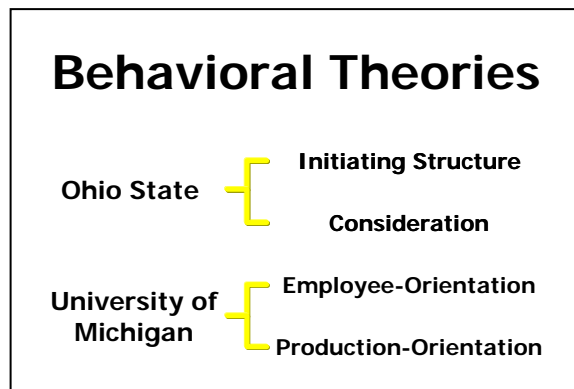 Behavioral Theories
Ohio State
Initiating Structure
Consideration
University of
Michigan
Employee-Orientation
Production-Orientation